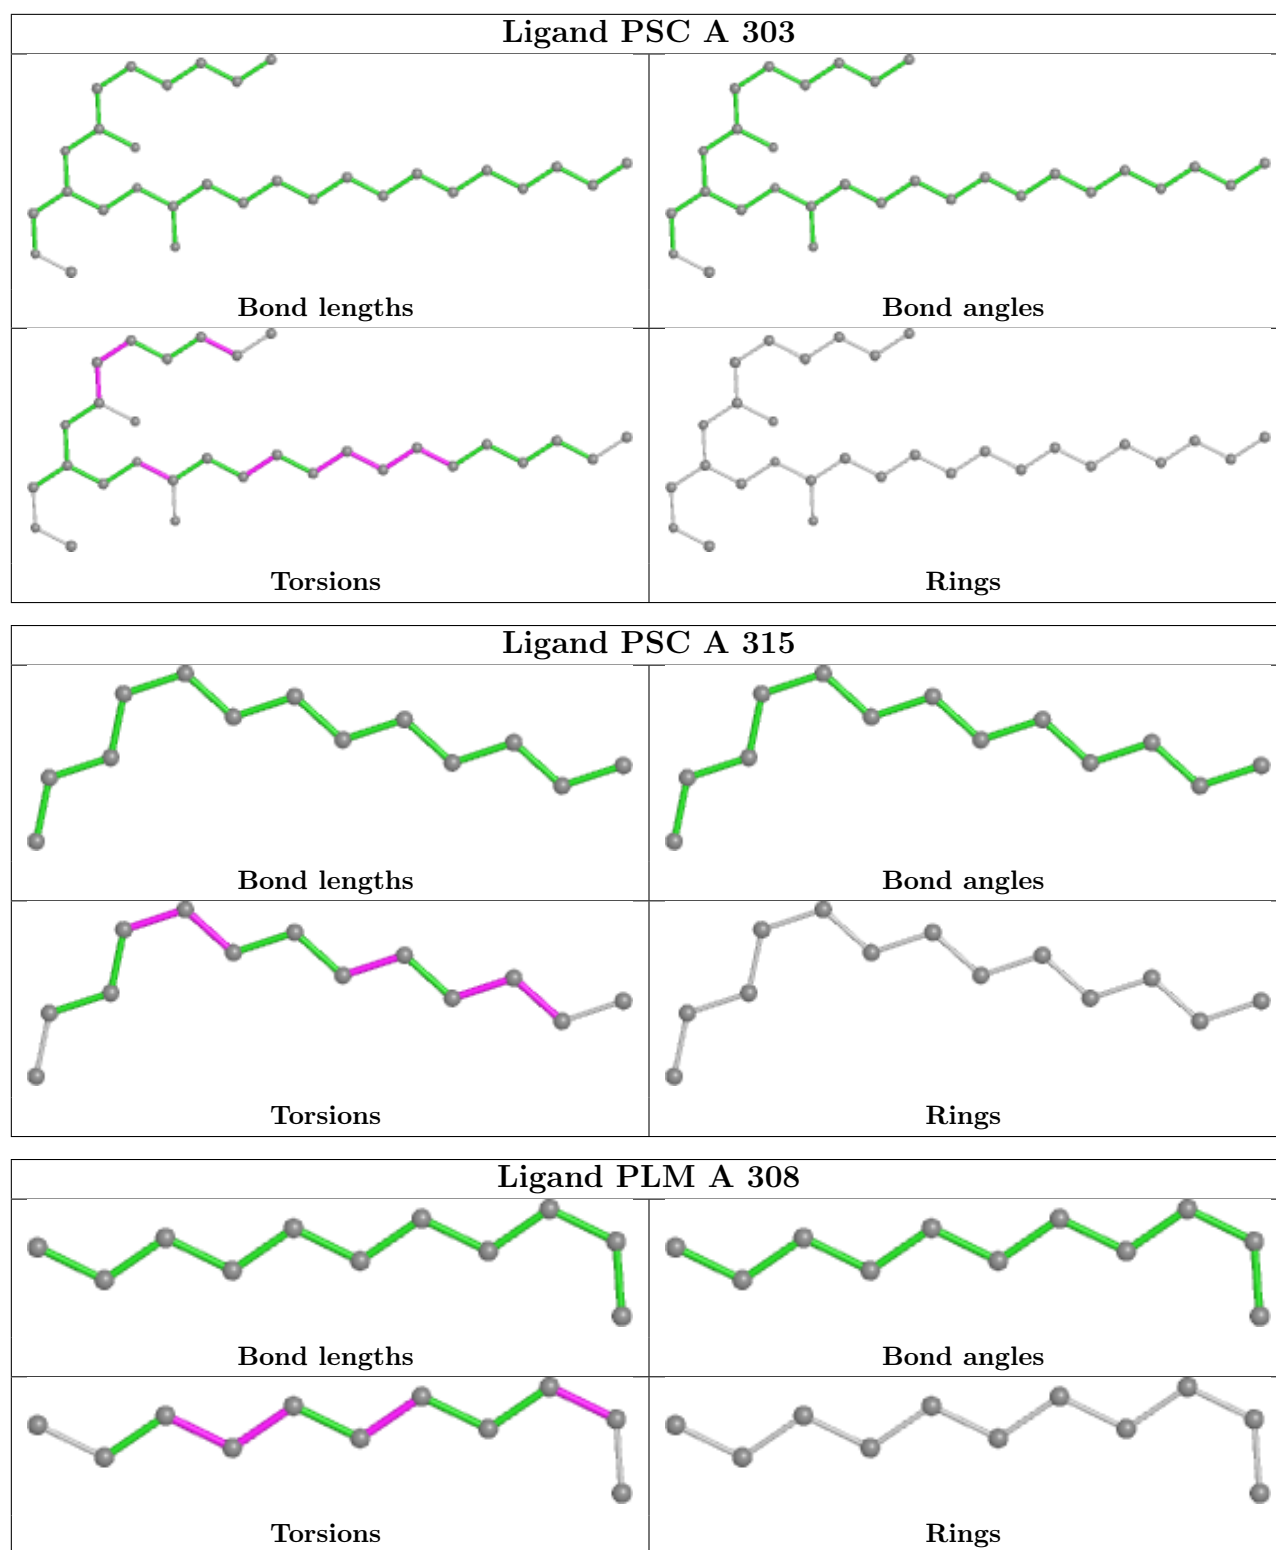 Ligand PSC A 303
Bond lengths
Bond angles
Torsions
Rings
Ligand PSC A 315
Bond lengths
Bond angles
Torsions
Rings
Ligand PLM A 308
Bond lengths
Bond angles
Torsions
Rings